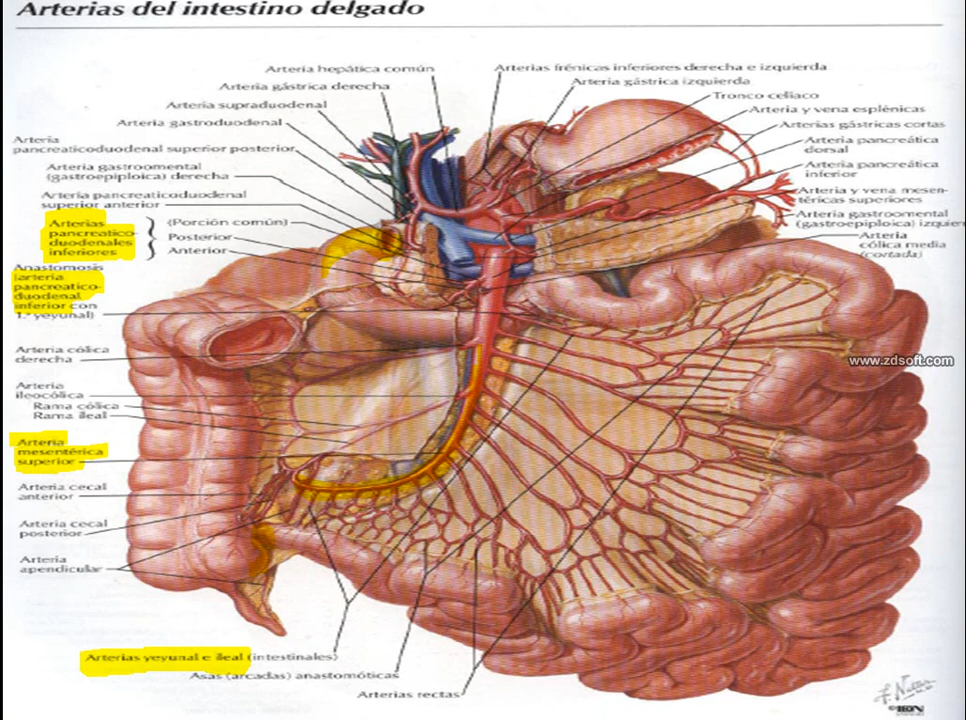 Arterias del intestino delgado
Arteria hepática común
Arteria gástrica derecha
Arteria supraduodenal
Arteria gastroduodenal
Arteria
pancreaticoduodenal superior posterior
Arteria gastroomental
(gastroepiploica) derecha
Arteria pancreaticoduodenal
superior anterior
Arterias
pancreatico-
duodenales
inferiores
(Porción común)
Posterior
Anterior
Anastomosis
(arteria
pancreatico-
duodenal
inferior con
1.ª yeyunal)
Arteria cólica
derecha
Arteria
ileocólica
Rama cólica
Rama ileal
Arteria
mesentérica
superior
Arteria cecal
anterior
Arteria cecal
posterior
Arteria
apendicular
Arterias yeyunal e ileal (intestinales)
Asas (arcadas) anastomóticas
Arterias rectas
Arterias frénicas inferiores derecha e izquierda
Arteria gástrica izquierda
Tronco celíaco
Arteria y vena esplénicas
Arterias gástricas cortas
Arteria pancreática
dorsal
Arteria pancreática
inferior
Arteria y vena mesen-
téricas superiores
Arteria gastroomental
(gastroepiploica) izquier
Arteria
cólica media
(cortada)
www.zdsoft.com
F. Netter